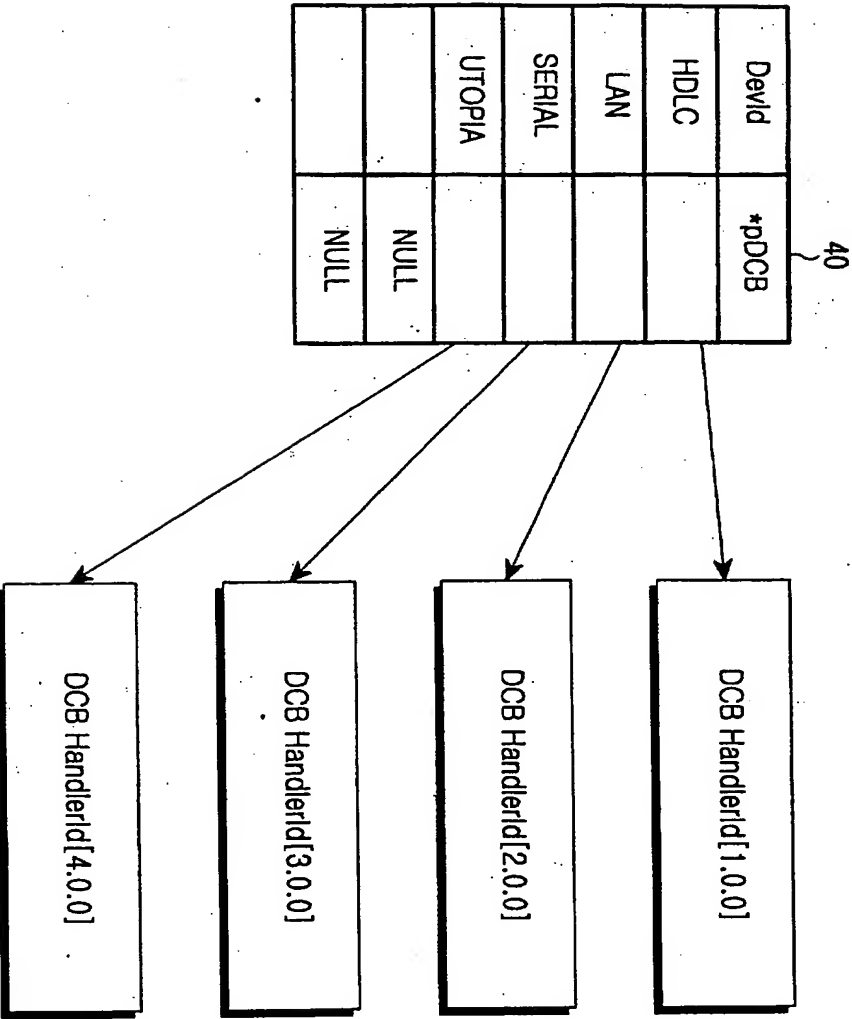 40
DevId *pDCB
HDLC
LAN
SERIAL
UTOPIA
NULL
NULL
DCB HandlerId[1.0.0]
DCB HandlerId[2.0.0]
DCB HandlerId[3.0.0]
DCB HandlerId[4.0.0]